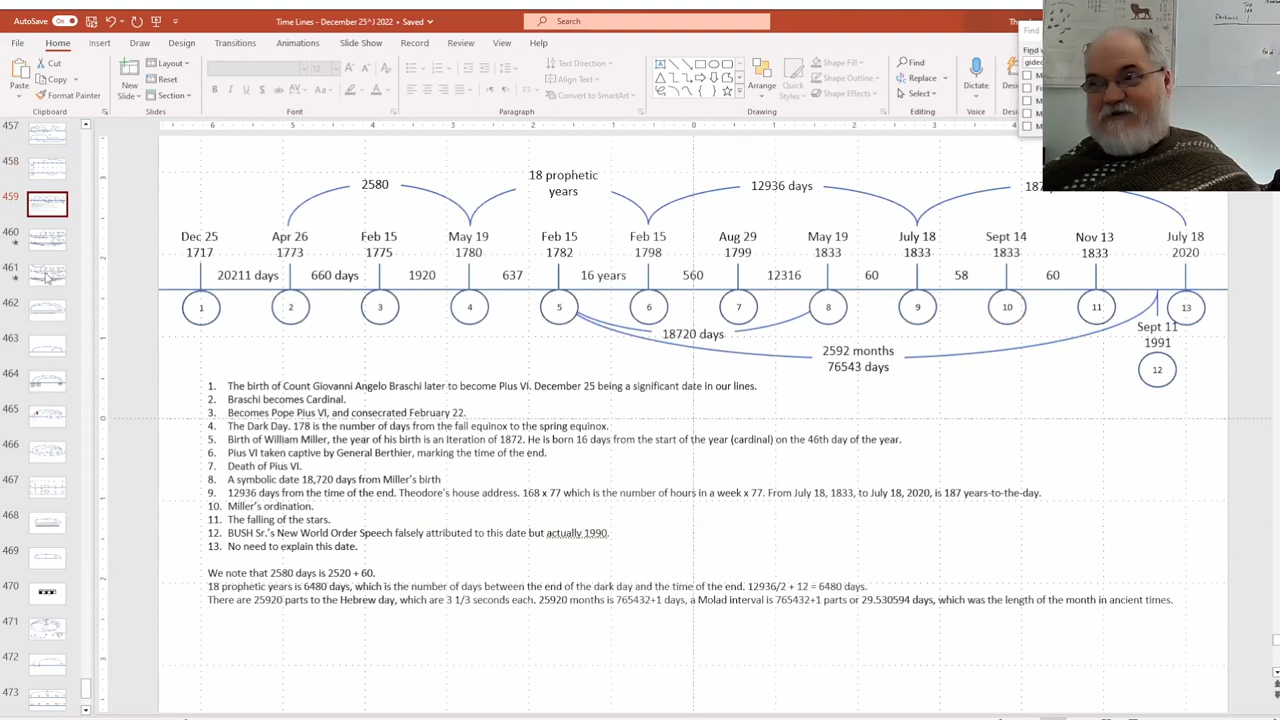 AutoSave On
Time Lines - December 25^J 2022 - Saved
Search
File Home Insert Draw Design Transitions Animations Slide Show Record Review View Help
Paste
Cut
Copy
Format Painter
Clipboard
New
Slide
Layout
Reset
Section
Slides
Paragraph
Text Direction
Align Text
Convert to SmartArt
Arrange
Quick
Styles
Shape Fill
Shape Outline
Shape Effects
Drawing
Find
Replace
Select
Editing
Dictate
Voice
Find
458
459
460
461
462
464
465
466
467
468
469
470
471
472
473
2580 18 prophetic
years 12936 days
Dec 25 Apr 26 Feb 15 May 19 Feb 15 Feb 15 Aug 29 May 19 July 18 Sept 14 Nov 13 July 18
1717 1773 1775 1780 1782 1798 1799 1833 1833 1833 1833 2020
20211 days 660 days 1920 637 16 years 560 12316 60 58 60
1 2 3 4 5 6 7 8 9 10 11 13
18720 days
Sept 11
1991
12
2592 months
76543 days
1. The birth of Count Giovanni Angelo Braschi later to become Pius VI. December 25 being a significant date in our lines.
2. Braschi becomes Cardinal.
3. Becomes Pope Pius VI, and consecrated February 22.
4. The Dark Day. 178 is the number of days from the fall equinox to the spring equinox.
5. Birth of William Miller, the year of his birth is an iteration of 1872. He is born 16 days from the start of the year (cardinal) on the 46th day of the year.
6. Pius VI taken captive by General Berthier, marking the time of the end.
7. Death of Pius VI.
8. A symbolic date 18,720 days from Miller's birth
9. 12936 days from the time of the end. Theodore's house address. 168 x 77 which is the number of hours in a week x 77. From July 18, 1833, to July 18, 2020, is 187 years-to-the-day.
10. Miller's ordination.
11. The falling of the stars.
12. BUSH Sr.'s New World Order Speech falsely attributed to this date but actually 1990.
13. No need to explain this date.
We note that 2580 days is 2520 + 60.
18 prophetic years is 6480 days, which is the number of days between the end of the dark day and the time of the end. 12936/2 + 12 = 6480 days.
There are 25920 parts to the Hebrew day, which are 3 1/3 seconds each. 25920 months is 765432+1 days, a Molad interval is 765432+1 parts or 29.530594 days, which was the length of the month in ancient times.